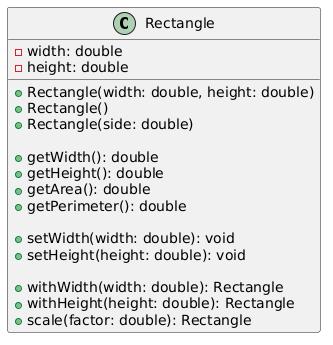 C Rectangle
width: double
height: double
Rectangle(width: double, height: double)
Rectangle()
Rectangle(side: double)
getWidth(): double
getHeight(): double
getArea(): double
getPerimeter(): double
setWidth(width: double): void
setHeight(height: double): void
withWidth(width: double): Rectangle
withHeight(height: double): Rectangle
scale(factor: double): Rectangle